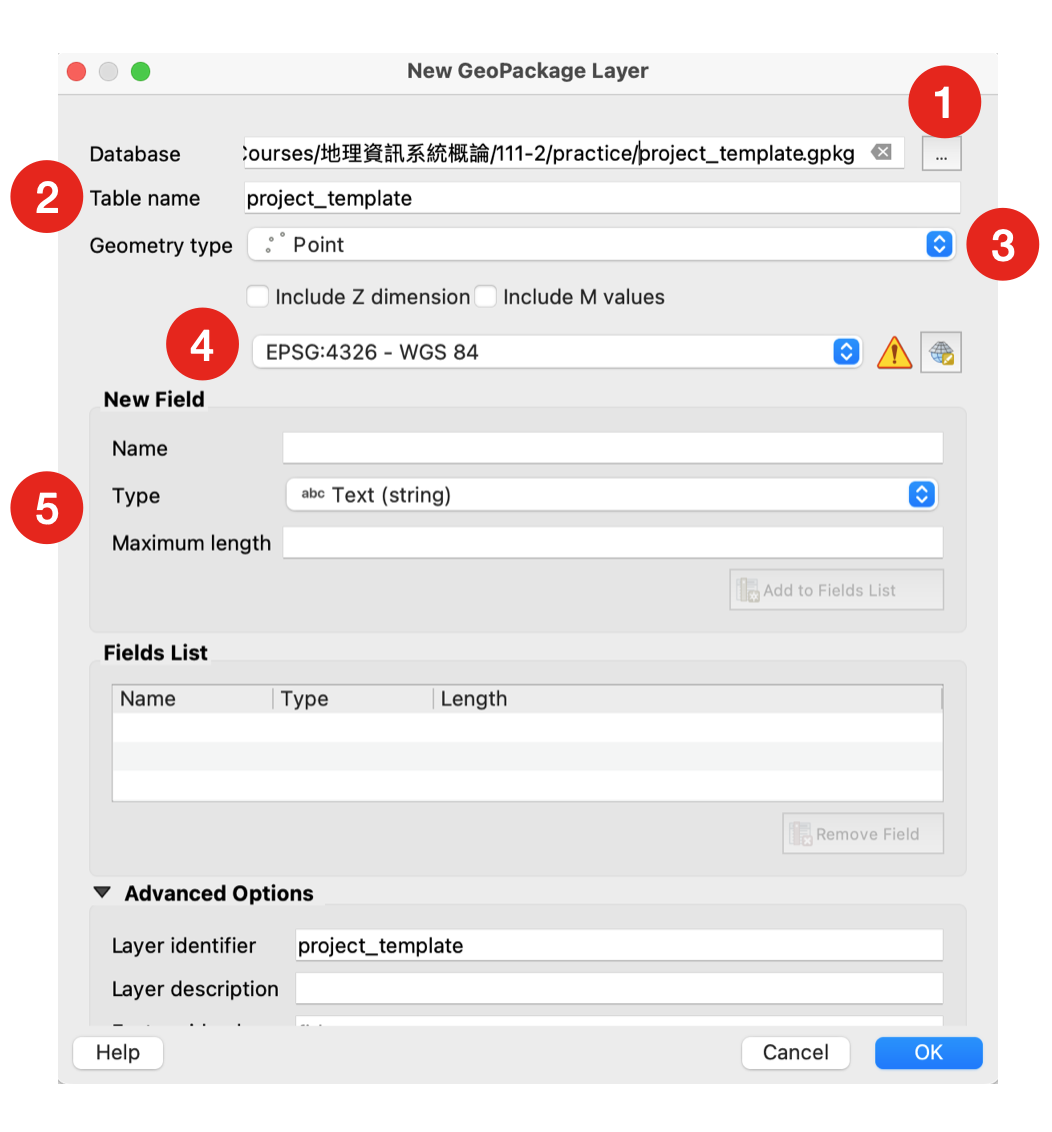 New GeoPackage Layer
1
Database :ourses/地理資訊系統概論/111-2/practice/project_template.gpkg ...
2 Table name project_template
Geometry type Point 3
Include Z dimension Include M values
4 EPSG:4326 - WGS 84
New Field
Name
5 Type abc Text (string)
Maximum length
Add to Fields List
Fields List
Name Type Length
Remove Field
Advanced Options
Layer identifier project_template
Layer description
Help Cancel OK